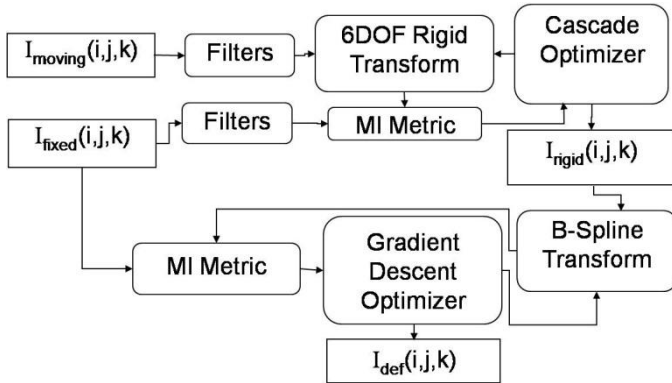 I_moving(i,j,k)
Filters
6DOF Rigid
Transform
Cascade
Optimizer
I_fixed(i,j,k)
Filters
MI Metric
I_rigid(i,j,k)
MI Metric
Gradient
Descent
Optimizer
B-Spline
Transform
I_def(i,j,k)